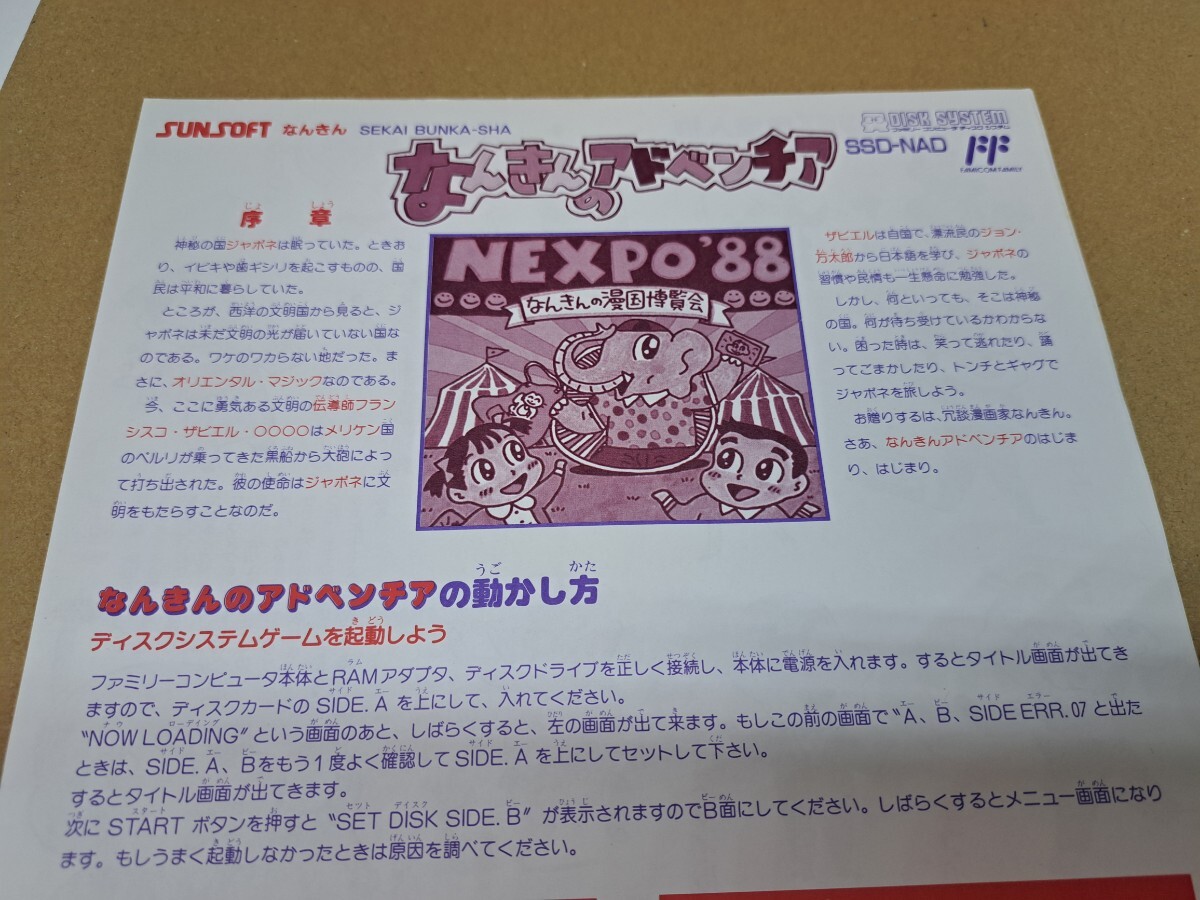 SUNSOFT なんきん SEKAI BUNKA-SHA
なんきんのアドベンチア
DISK SYSTEM
ファミリー コンピュータ ディスク システム
SSD-NAD
FAMICOM FAMILY
序章
神秘の国ジャポネは眠っていた。ときお
り、イビキや歯ギシリを起こすものの、国
民は平和に暮らしていた。
ところが、西洋の文明国から見ると、ジ
ャポネは未だ文明の光が届いていない国な
のである。ワケのワカらない地だった。ま
さに、オリエンタル・マジックなのである。
今、ここに勇気ある文明の伝導師フラン
シスコ・ザビエル・〇〇〇〇はメリケン国
のペルリが乗ってきた黒船から大砲によっ
て打ち出された。彼の使命はジャポネに文
明をもたらすことなのだ。
NEXPO'88
なんきんの漫国博覧会
ザビエルは自国で、漂流民のジョン・
万太郎から日本語を学び、ジャポネの
習慣や民情も一生懸命に勉強した。
しかし、何といっても、そこは神秘
の国。何が待ち受けているかわからな
い。困った時は、笑って逃れたり、踊
ってごまかしたり、トンチとギャグで
ジャポネを旅しよう。
お贈りするは、冗談漫画家なんきん。
さあ、なんきんアドベンチアのはじま
り、はじまり。
なんきんのアドベンチアの動かし方
ディスクシステムゲームを起動しよう
ファミリーコンピュータ本体とRAMアダプタ、ディスクドライブを正しく接続し、本体に電源を入れます。するとタイトル画面が出てき
ますので、ディスクカードの SIDE. A を上にして、入れてください。
"NOW LOADING" という画面のあと、しばらくすると、左の画面が出て来ます。もしこの前の画面で "A、B、SIDE ERR. 07 と出た
ときは、SIDE. A、Bをもう1度よく確認して SIDE. A を上にしてセットして下さい。
するとタイトル画面が出てきます。
次に START ボタンを押すと "SET DISK SIDE. B" が表示されますのでB面にしてください。しばらくするとメニュー画面になり
ます。もしうまく起動しなかったときは原因を調べてください。